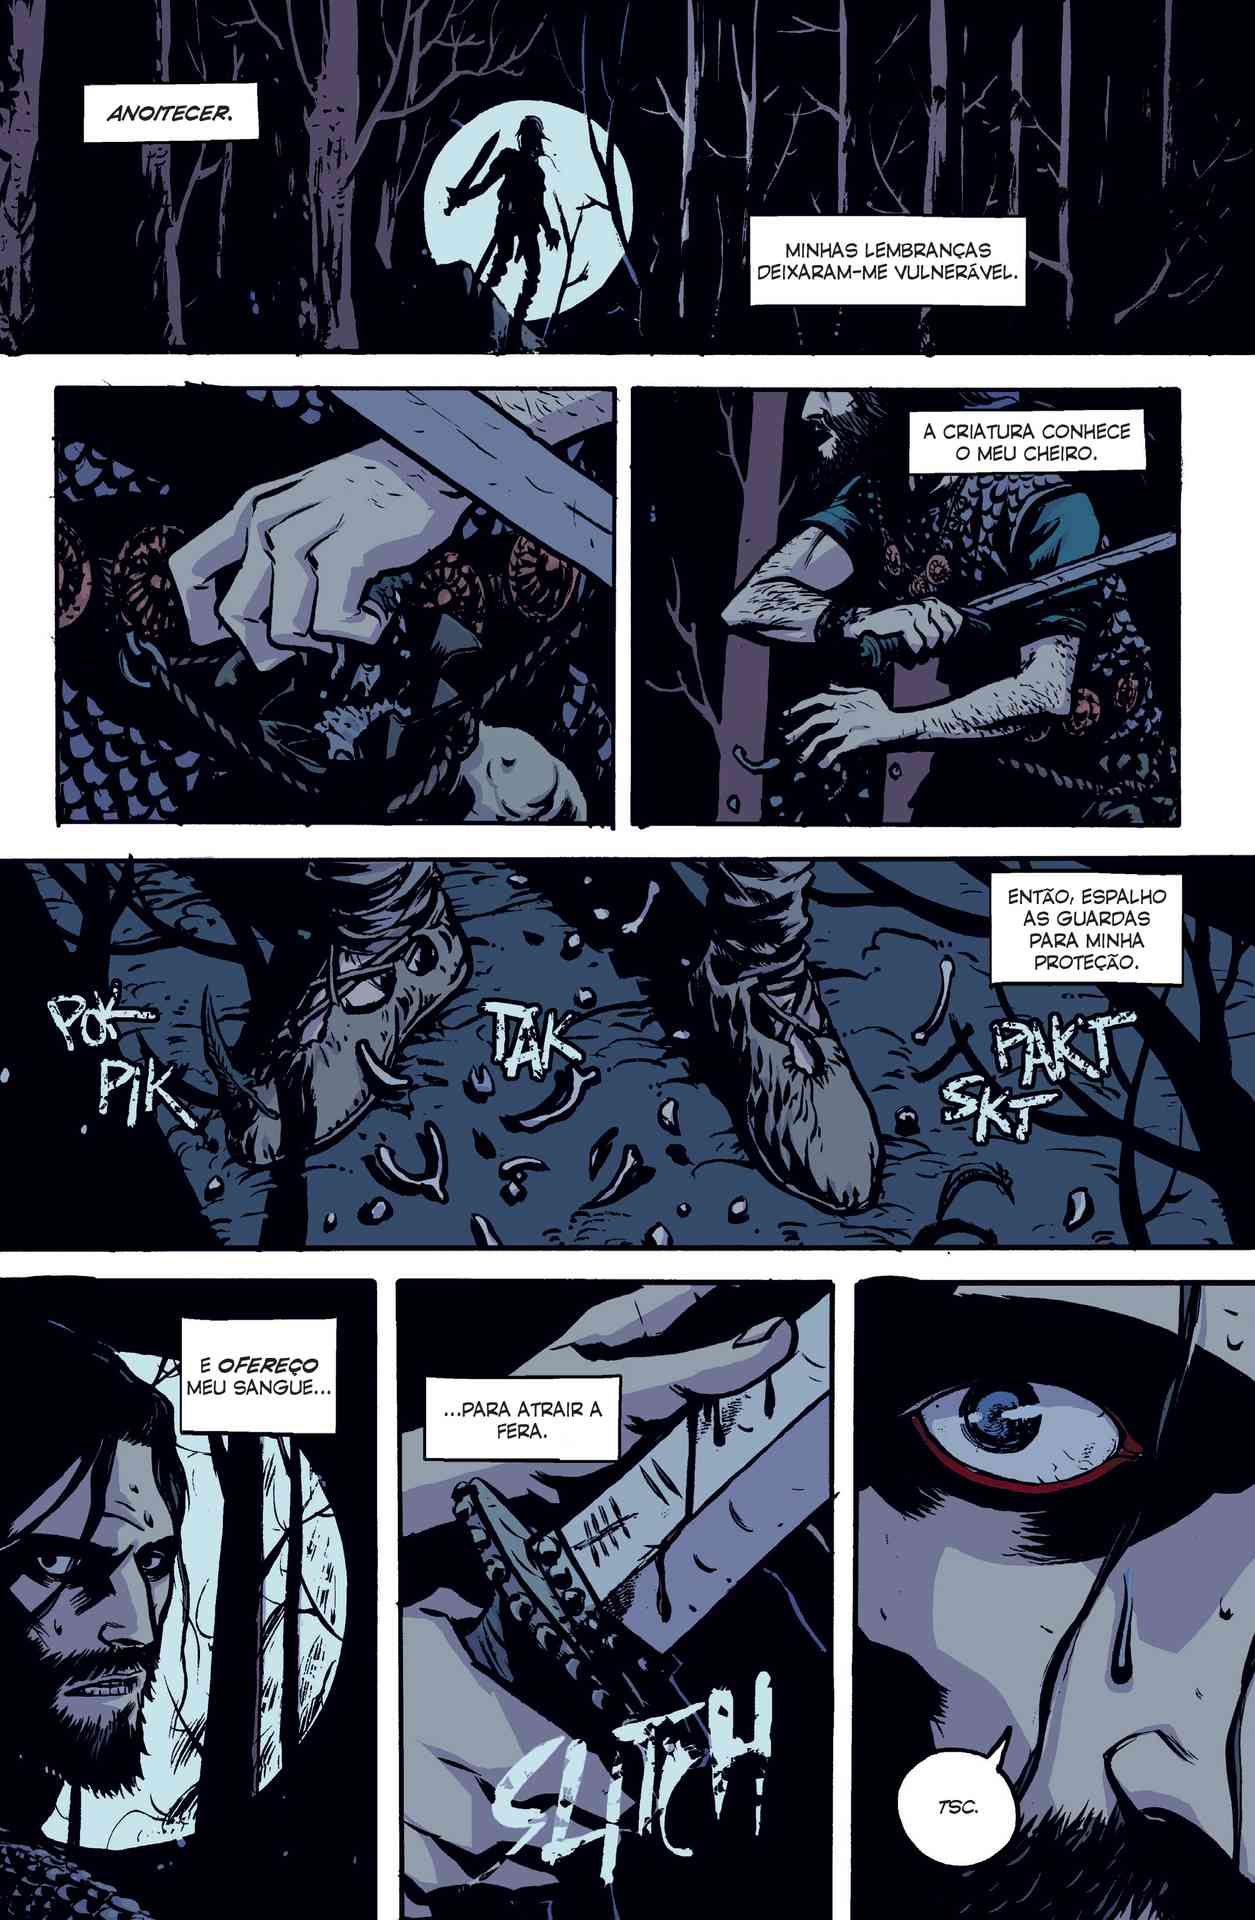 ANOITECER.
MINHAS LEMBRANÇAS
DEIXARAM-ME VULNERÁVEL.
A CRIATURA CONHECE
O MEU CHEIRO.
ENTÃO, ESPALHO
AS GUARDAS
PARA MINHA
PROTEÇÃO.
POK
PIK
TAK
PAKT
SKT
E OFEREÇO
MEU SANGUE...
...PARA ATRAIR A
FERA.
SLITCH
TSC.